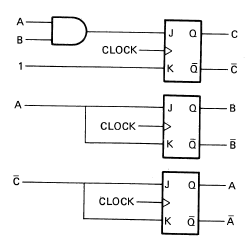 A
B
J Q C
CLOCK
1 K Q̅ C̅
A J Q B
CLOCK
K Q̅ B̅
C̅ J Q A
CLOCK
K Q̅ A̅